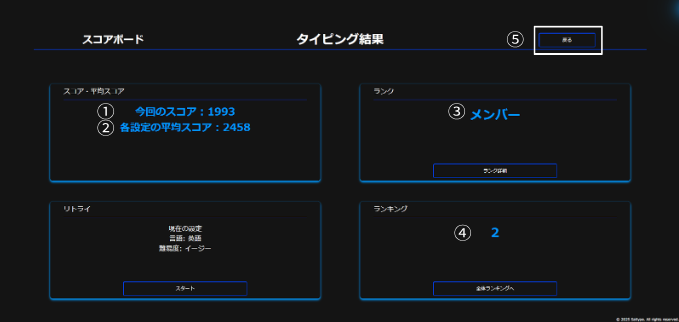 スコアボード
タイピング結果
⑤
戻る
スコア・平均スコア
① 今回のスコア：1993
② 各設定の平均スコア：2458
ランク
③ メンバー
ランク詳細
リトライ
現在の設定
言語: 英語
難易度: イージー
スタート
ランキング
④ 2
全体ランキングへ